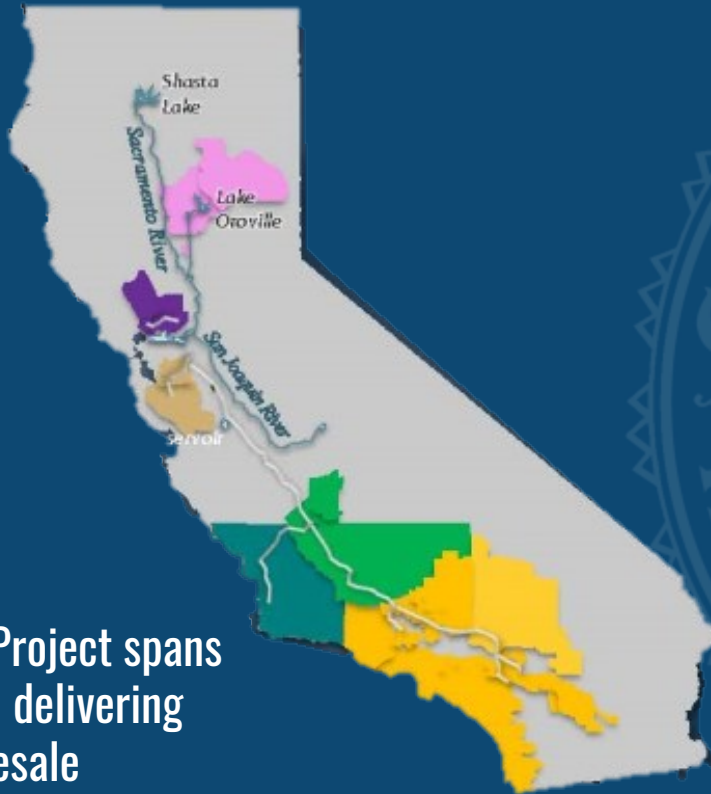 Shasta
Lake
Sacramento River
Lake
Oroville
San Joaquin River
servoir
Project spans
delivering
esale